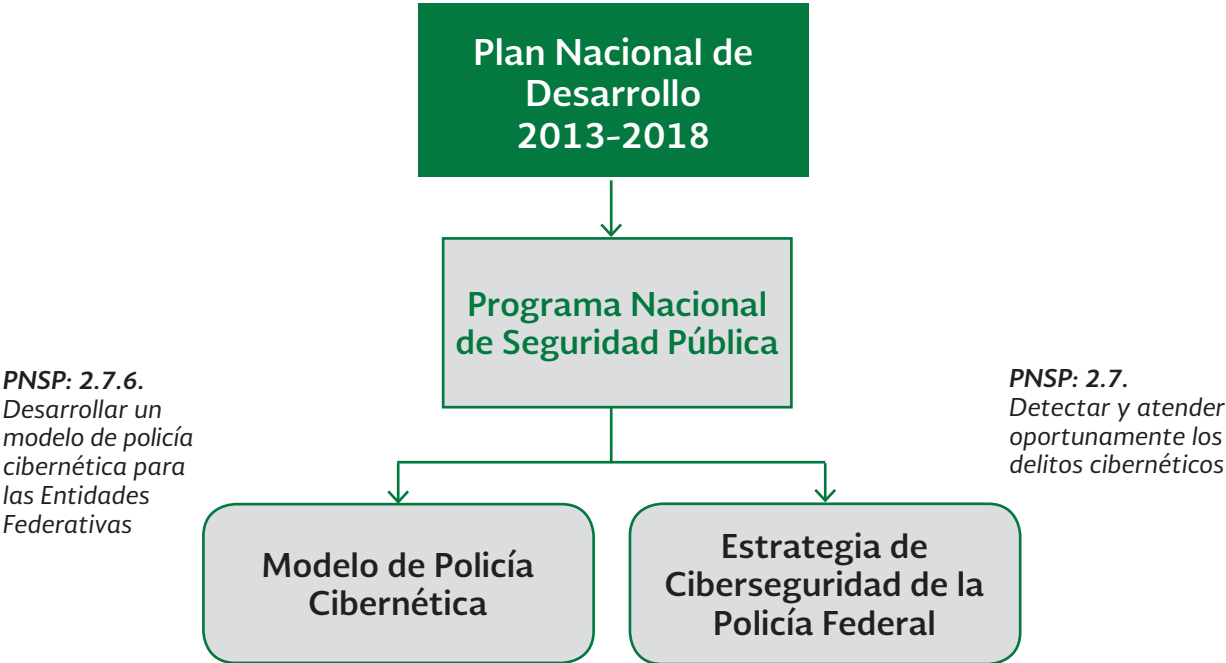 Plan Nacional de
Desarrollo
2013-2018
Programa Nacional
de Seguridad Pública
PNSP: 2.7.6.
Desarrollar un
modelo de policía
cibernética para
las Entidades
Federativas
PNSP: 2.7.
Detectar y atender
oportunamente los
delitos cibernéticos
Modelo de Policía
Cibernética
Estrategia de
Ciberseguridad de la
Policía Federal